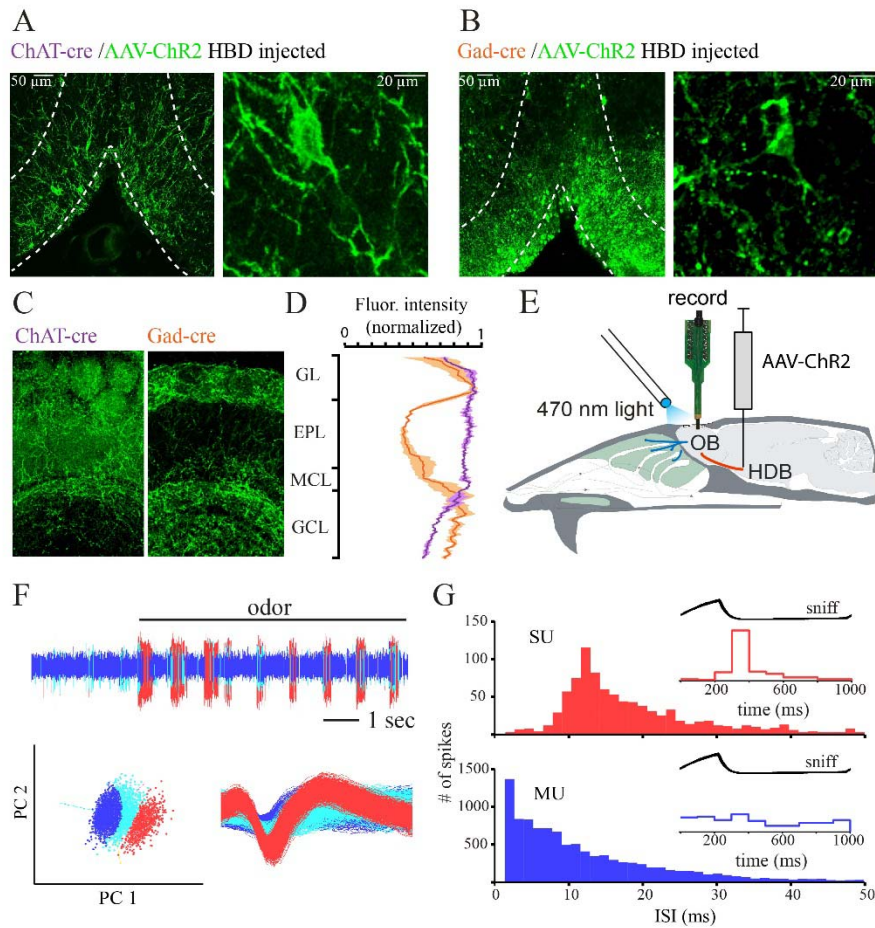 A
ChAT-cre /AAV-ChR2 HBD injected
50 µm
20 µm
B
Gad-cre /AAV-ChR2 HBD injected
50 µm
20 µm
C
ChAT-cre
Gad-cre
D
Fluor. intensity
(normalized)
0
1
GL
EPL
MCL
GCL
E
record
AAV-ChR2
470 nm light
OB
HDB
F
odor
1 sec
PC 2
PC 1
G
150
100
50
SU
sniff
200
600
1000
time (ms)
# of spikes
1500
1000
500
MU
sniff
200
600
1000
time (ms)
0
10
20
30
40
50
ISI (ms)